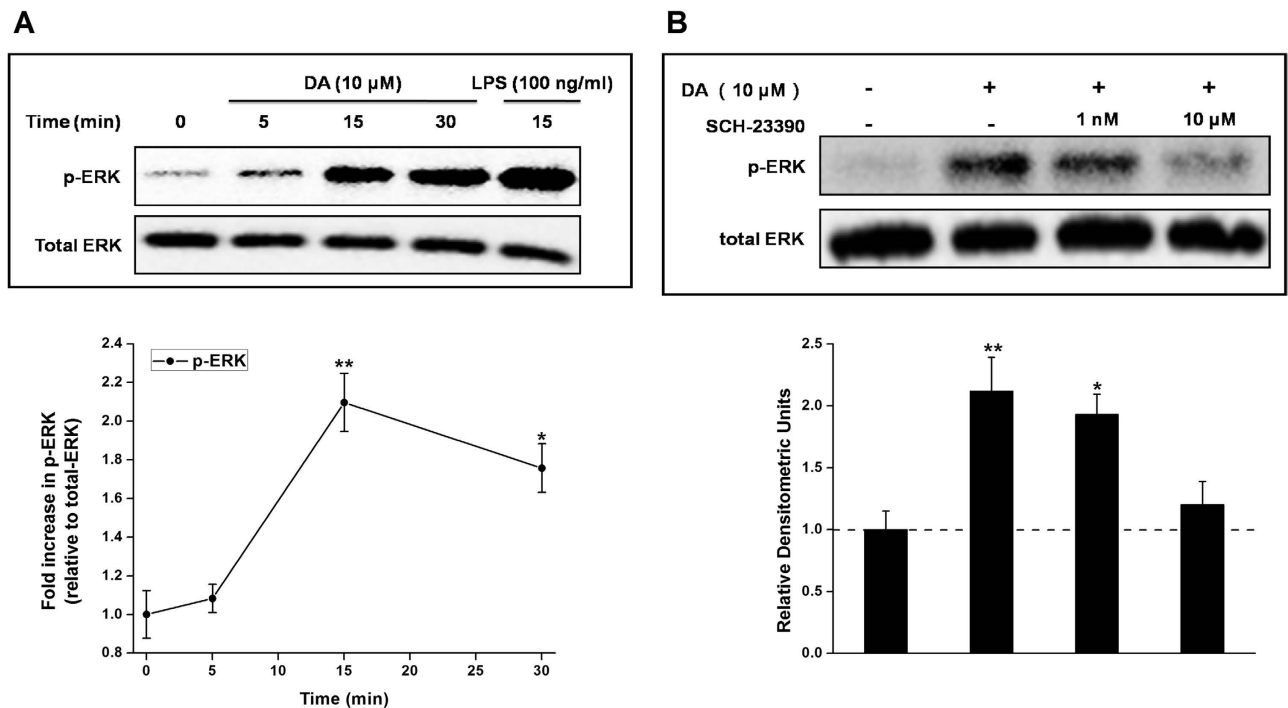 A
DA (10 µM) LPS (100 ng/ml)
Time (min) 0 5 15 30 15
p-ERK
Total ERK
2.4
2.2
2.0
1.8
1.6
1.4
1.2
1.0
0.8
p-ERK
**
*
Fold increase in p-ERK
(relative to total-ERK)
0 5 10 15 20 25 30
Time (min)
B
DA ( 10 µM ) - + + +
SCH-23390 - - 1 nM 10 µM
p-ERK
total ERK
2.5
2.0
1.5
1.0
0.5
0.0
**
*
Relative Densitometric Units